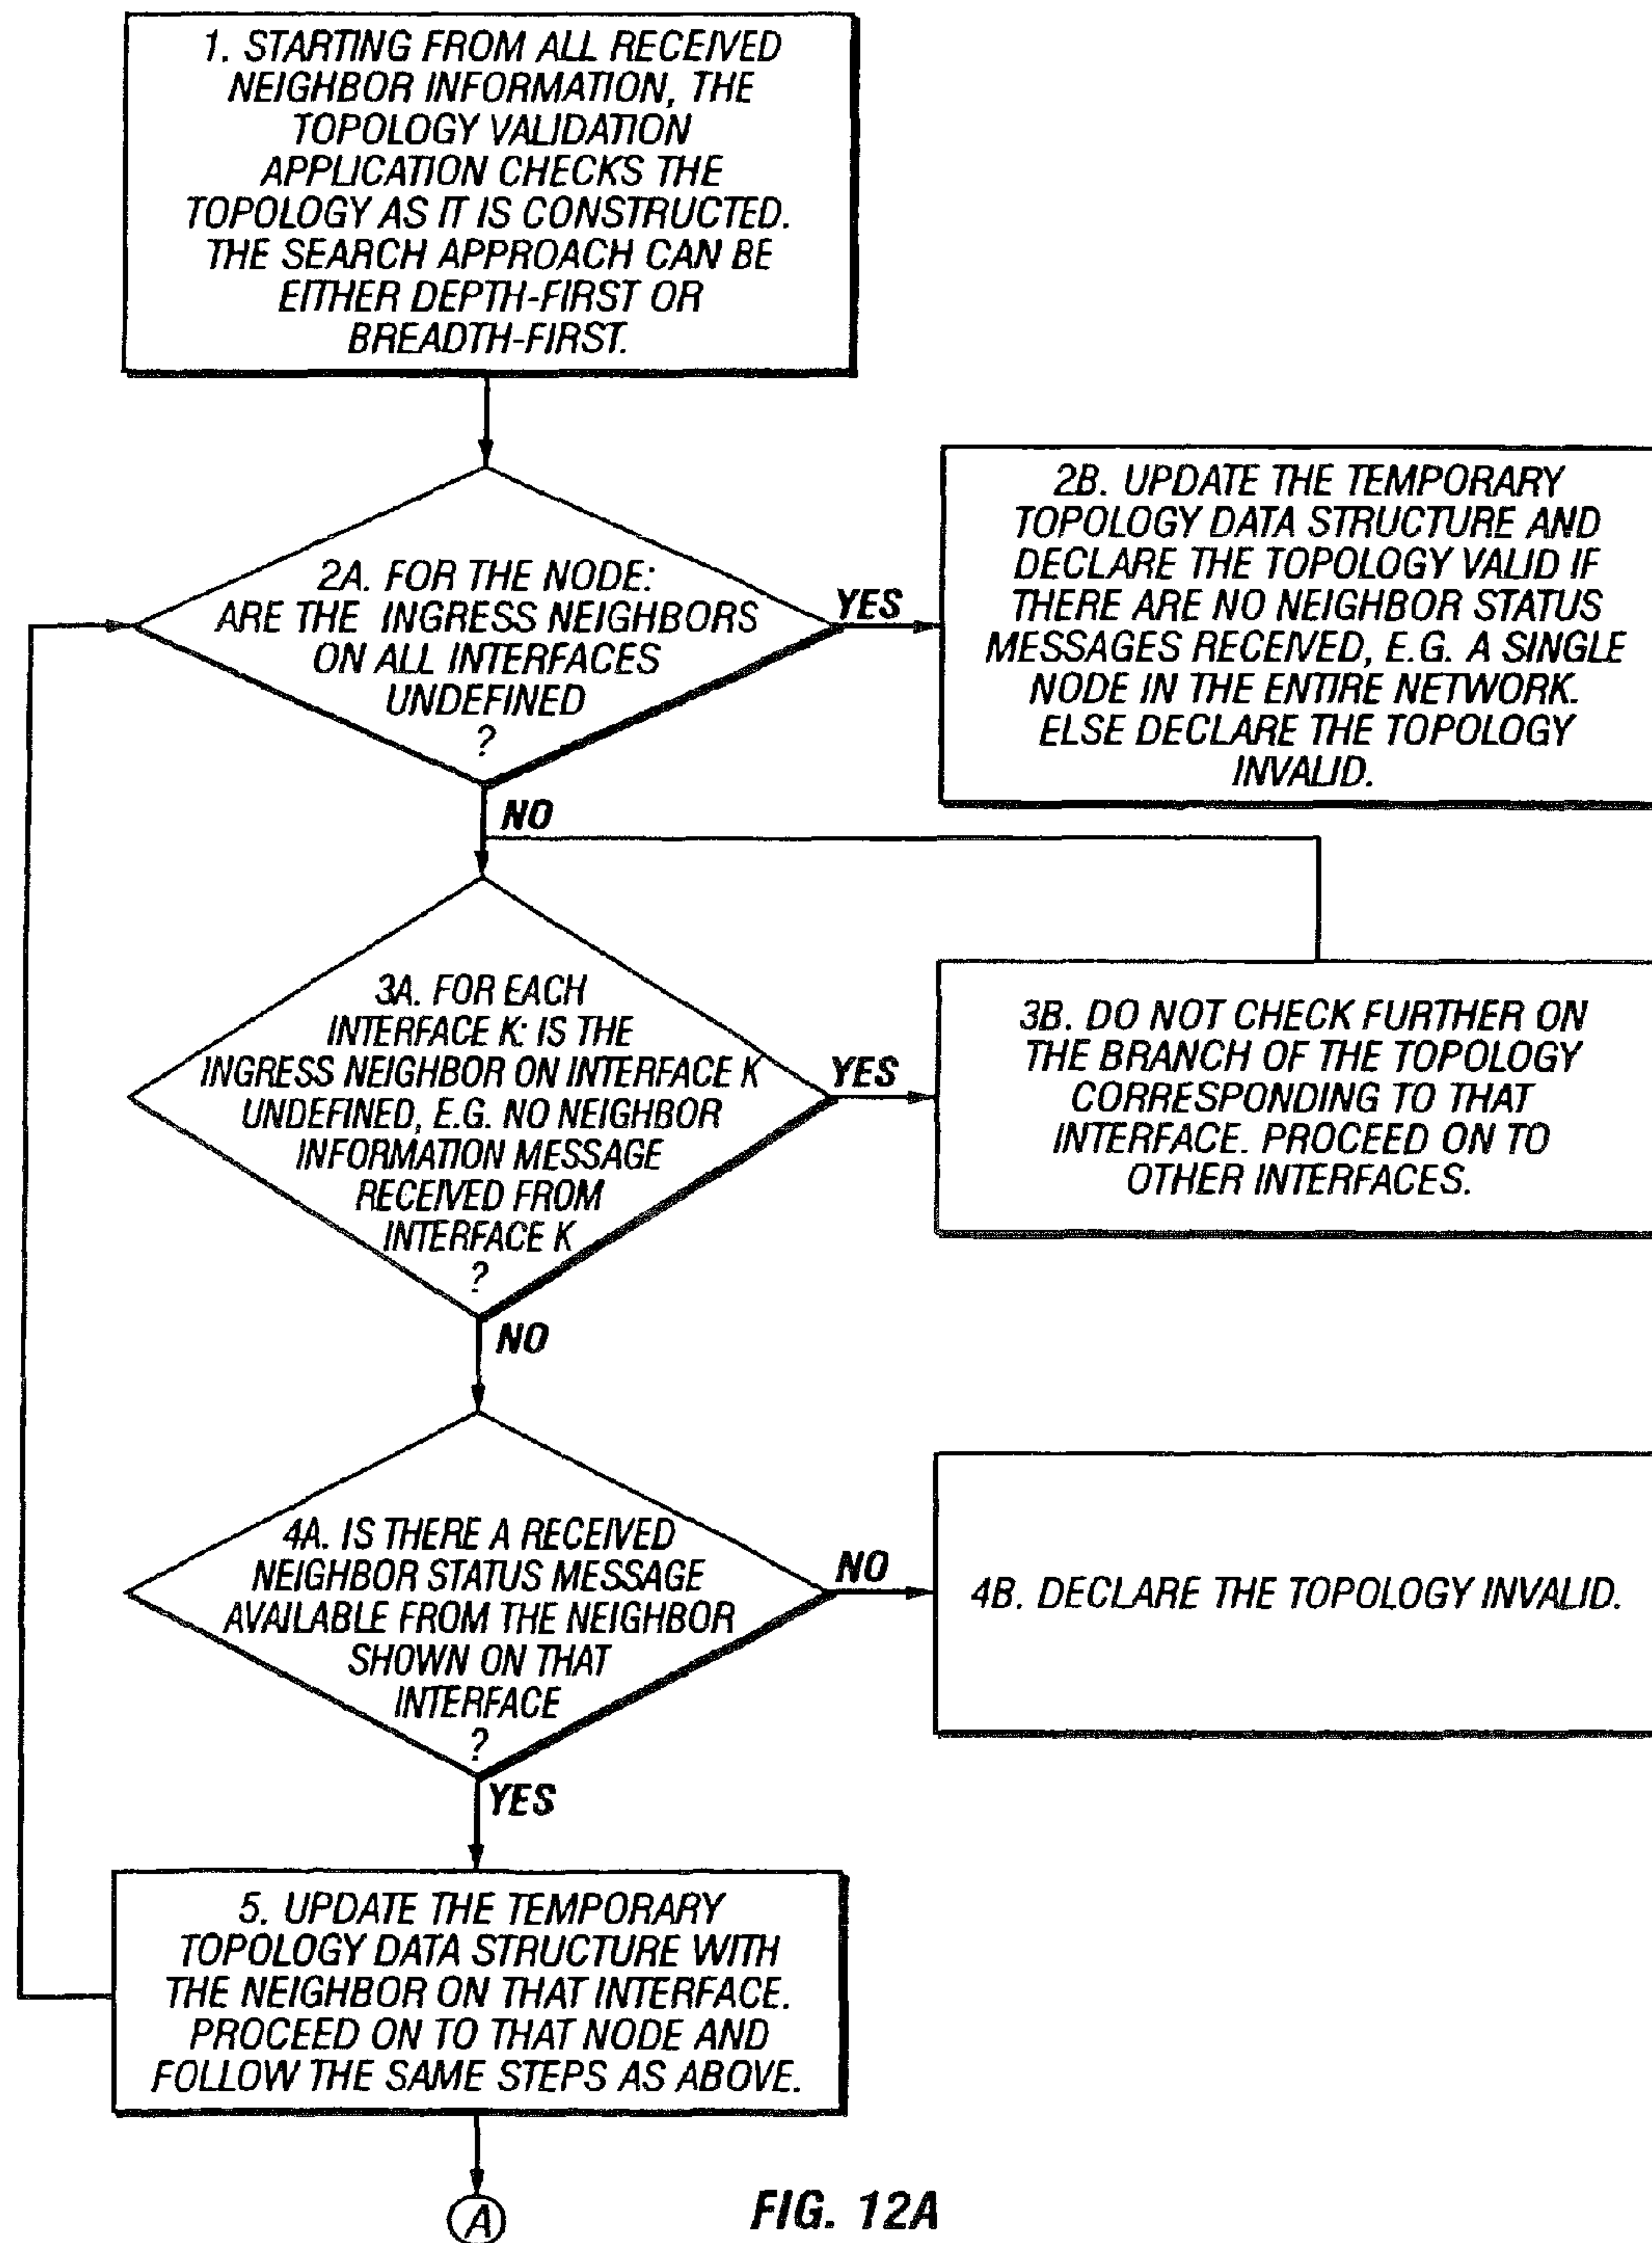 1. STARTING FROM ALL RECEIVED
NEIGHBOR INFORMATION, THE
TOPOLOGY VALIDATION
APPLICATION CHECKS THE
TOPOLOGY AS IT IS CONSTRUCTED.
THE SEARCH APPROACH CAN BE
EITHER DEPTH-FIRST OR
BREADTH-FIRST.
2A. FOR THE NODE:
ARE THE INGRESS NEIGHBORS
ON ALL INTERFACES
UNDEFINED
?
YES
2B. UPDATE THE TEMPORARY
TOPOLOGY DATA STRUCTURE AND
DECLARE THE TOPOLOGY VALID IF
THERE ARE NO NEIGHBOR STATUS
MESSAGES RECEIVED, E.G. A SINGLE
NODE IN THE ENTIRE NETWORK.
ELSE DECLARE THE TOPOLOGY
INVALID.
NO
3A. FOR EACH
INTERFACE K: IS THE
INGRESS NEIGHBOR ON INTERFACE K
UNDEFINED, E.G. NO NEIGHBOR
INFORMATION MESSAGE
RECEIVED FROM
INTERFACE K
?
YES
3B. DO NOT CHECK FURTHER ON
THE BRANCH OF THE TOPOLOGY
CORRESPONDING TO THAT
INTERFACE. PROCEED ON TO
OTHER INTERFACES.
NO
4A. IS THERE A RECEIVED
NEIGHBOR STATUS MESSAGE
AVAILABLE FROM THE NEIGHBOR
SHOWN ON THAT
INTERFACE
?
NO
4B. DECLARE THE TOPOLOGY INVALID.
YES
5. UPDATE THE TEMPORARY
TOPOLOGY DATA STRUCTURE WITH
THE NEIGHBOR ON THAT INTERFACE.
PROCEED ON TO THAT NODE AND
FOLLOW THE SAME STEPS AS ABOVE.
A
FIG. 12A